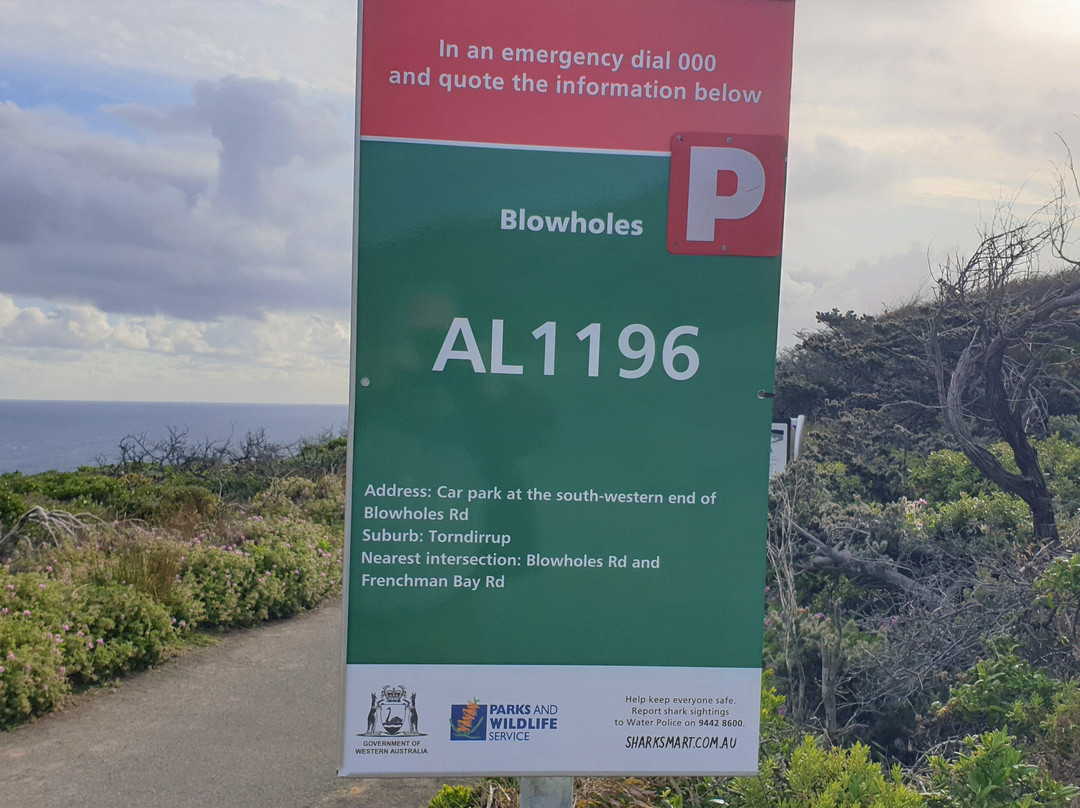 In an emergency dial 000
and quote the information below
P
Blowholes
AL1196
Address: Car park at the south-western end of
Blowholes Rd
Suburb: Torndirrup
Nearest intersection: Blowholes Rd and
Frenchman Bay Rd
GOVERNMENT OF
WESTERN AUSTRALIA
PARKS AND
WILDLIFE
SERVICE
Help keep everyone safe.
Report shark sightings
to Water Police on 9442 8600.
SHARKSMART.COM.AU